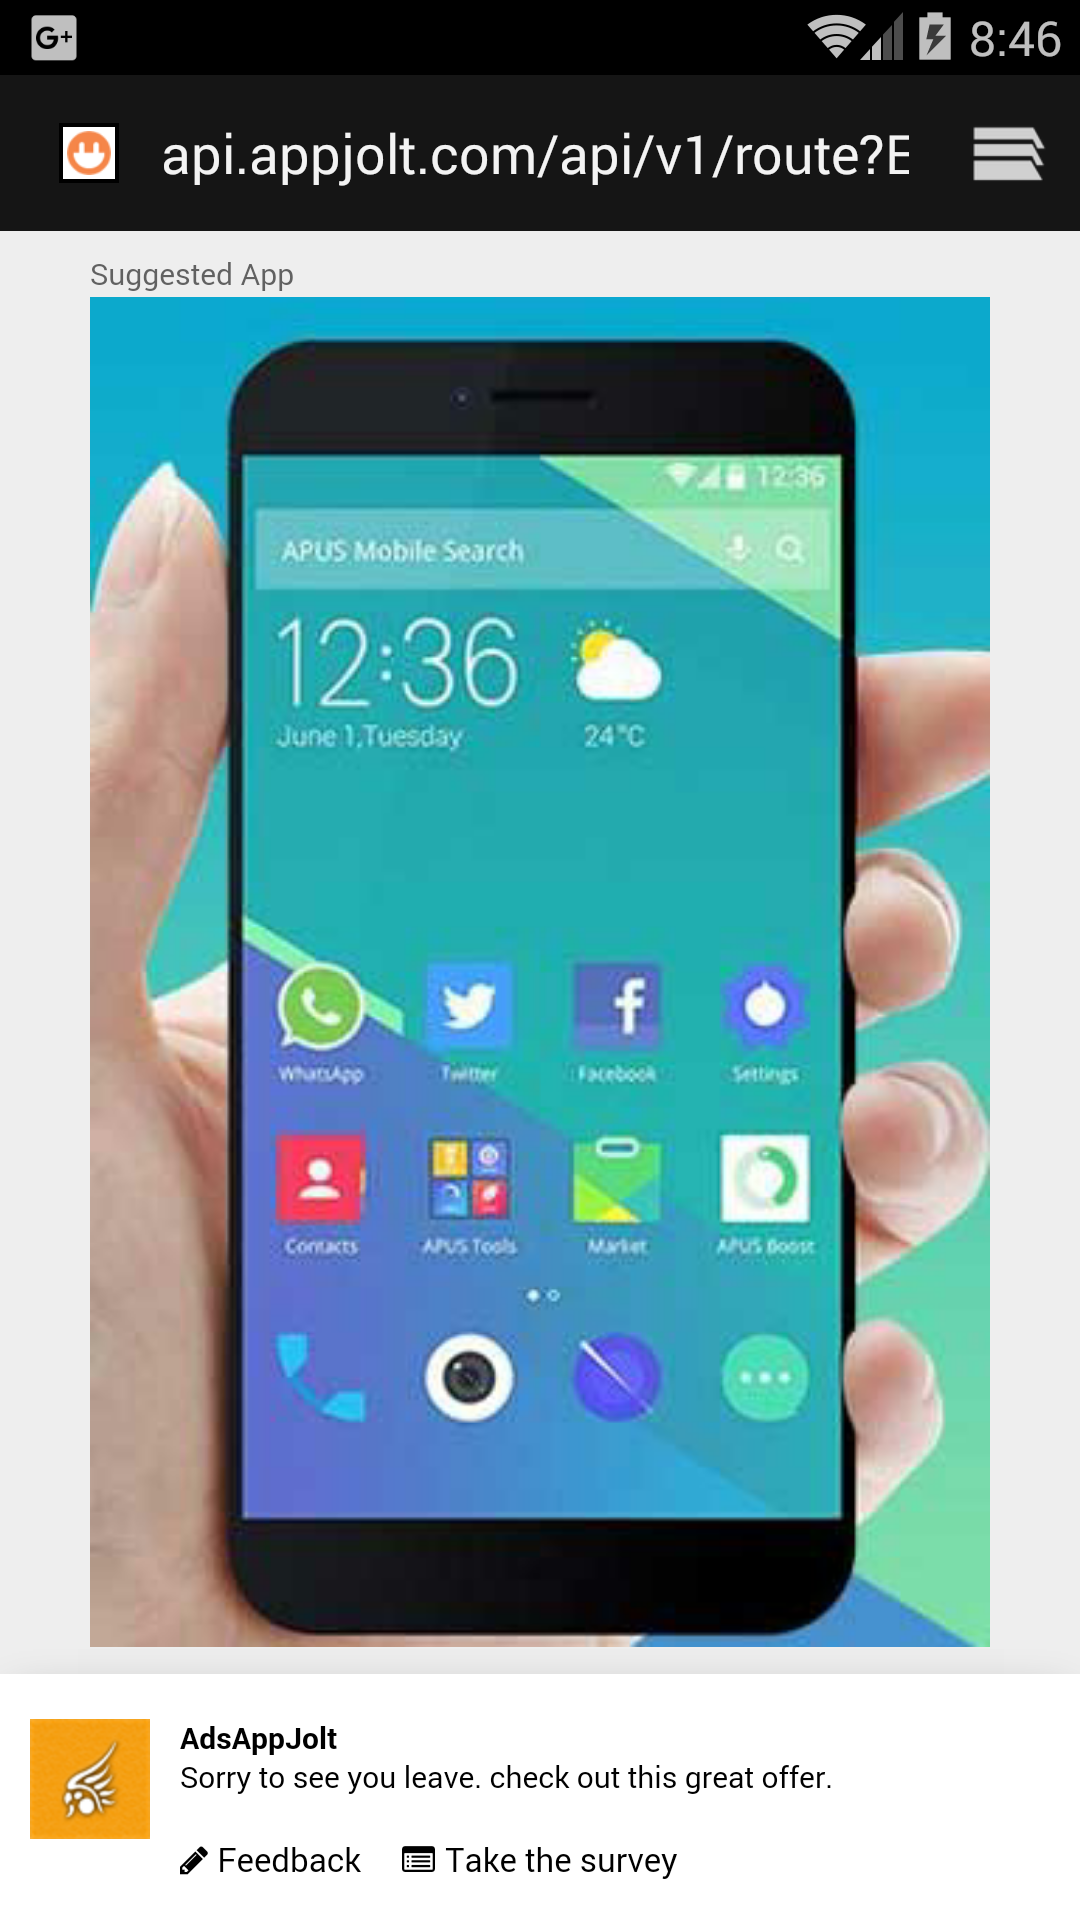 G+ 8:46
api.appjolt.com/api/v1/route?E
Suggested App
12:36
APUS Mobile Search
12:36
June 1,Tuesday 24°C
WhatsApp Twitter Facebook Settings
Contacts APUS Tools Market APUS Boost
AdsAppJolt
Sorry to see you leave. check out this great offer.
Feedback Take the survey